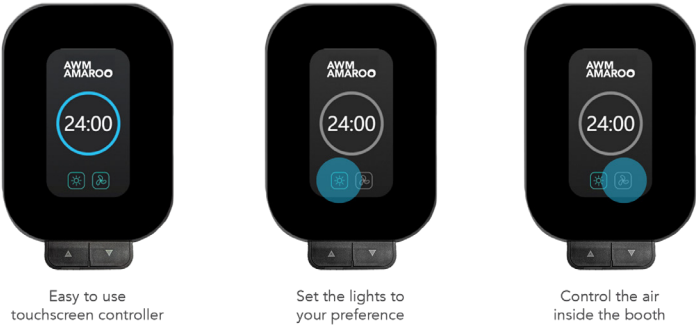 AWM
AMAROO
24:00
AWM
AMAROO
24:00
AWM
AMAROO
24:00
Easy to use
touchscreen controller
Set the lights to
your preference
Control the air
inside the booth